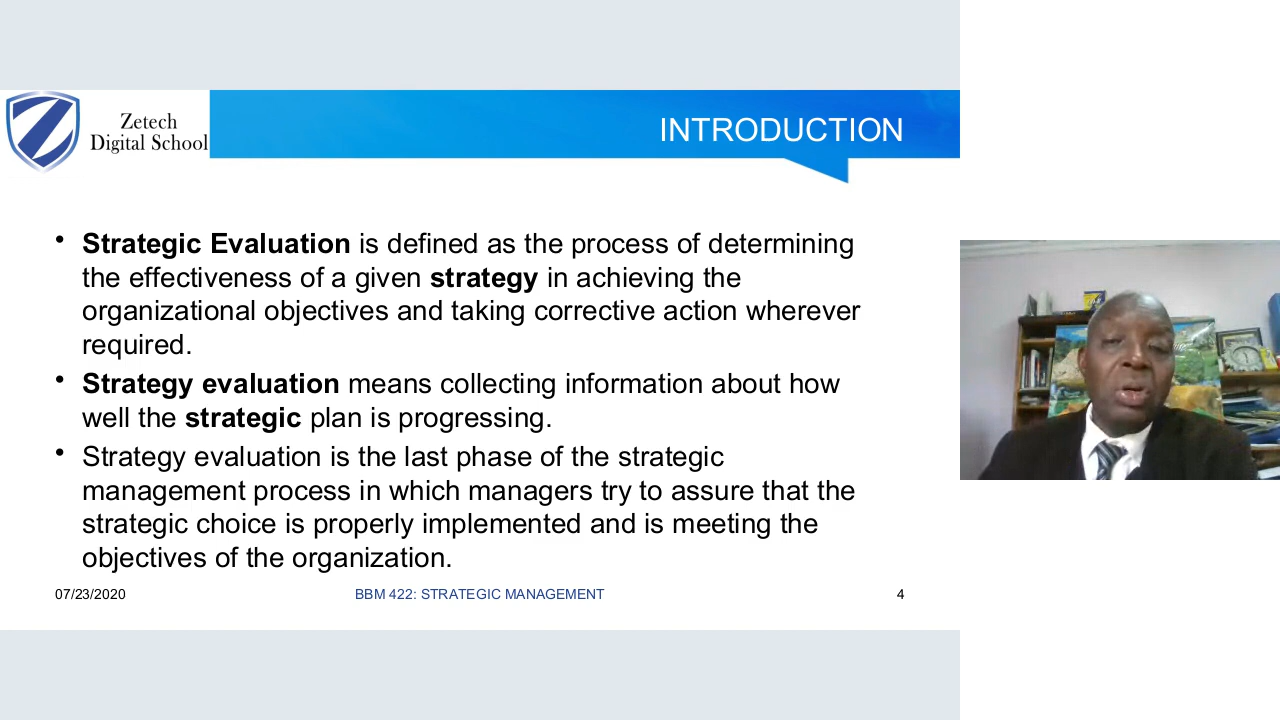 Zetech
Digital School
INTRODUCTION
• Strategic Evaluation is defined as the process of determining
the effectiveness of a given strategy in achieving the
organizational objectives and taking corrective action wherever
required.
• Strategy evaluation means collecting information about how
well the strategic plan is progressing.
• Strategy evaluation is the last phase of the strategic
management process in which managers try to assure that the
strategic choice is properly implemented and is meeting the
objectives of the organization.
07/23/2020
BBM 422: STRATEGIC MANAGEMENT
4